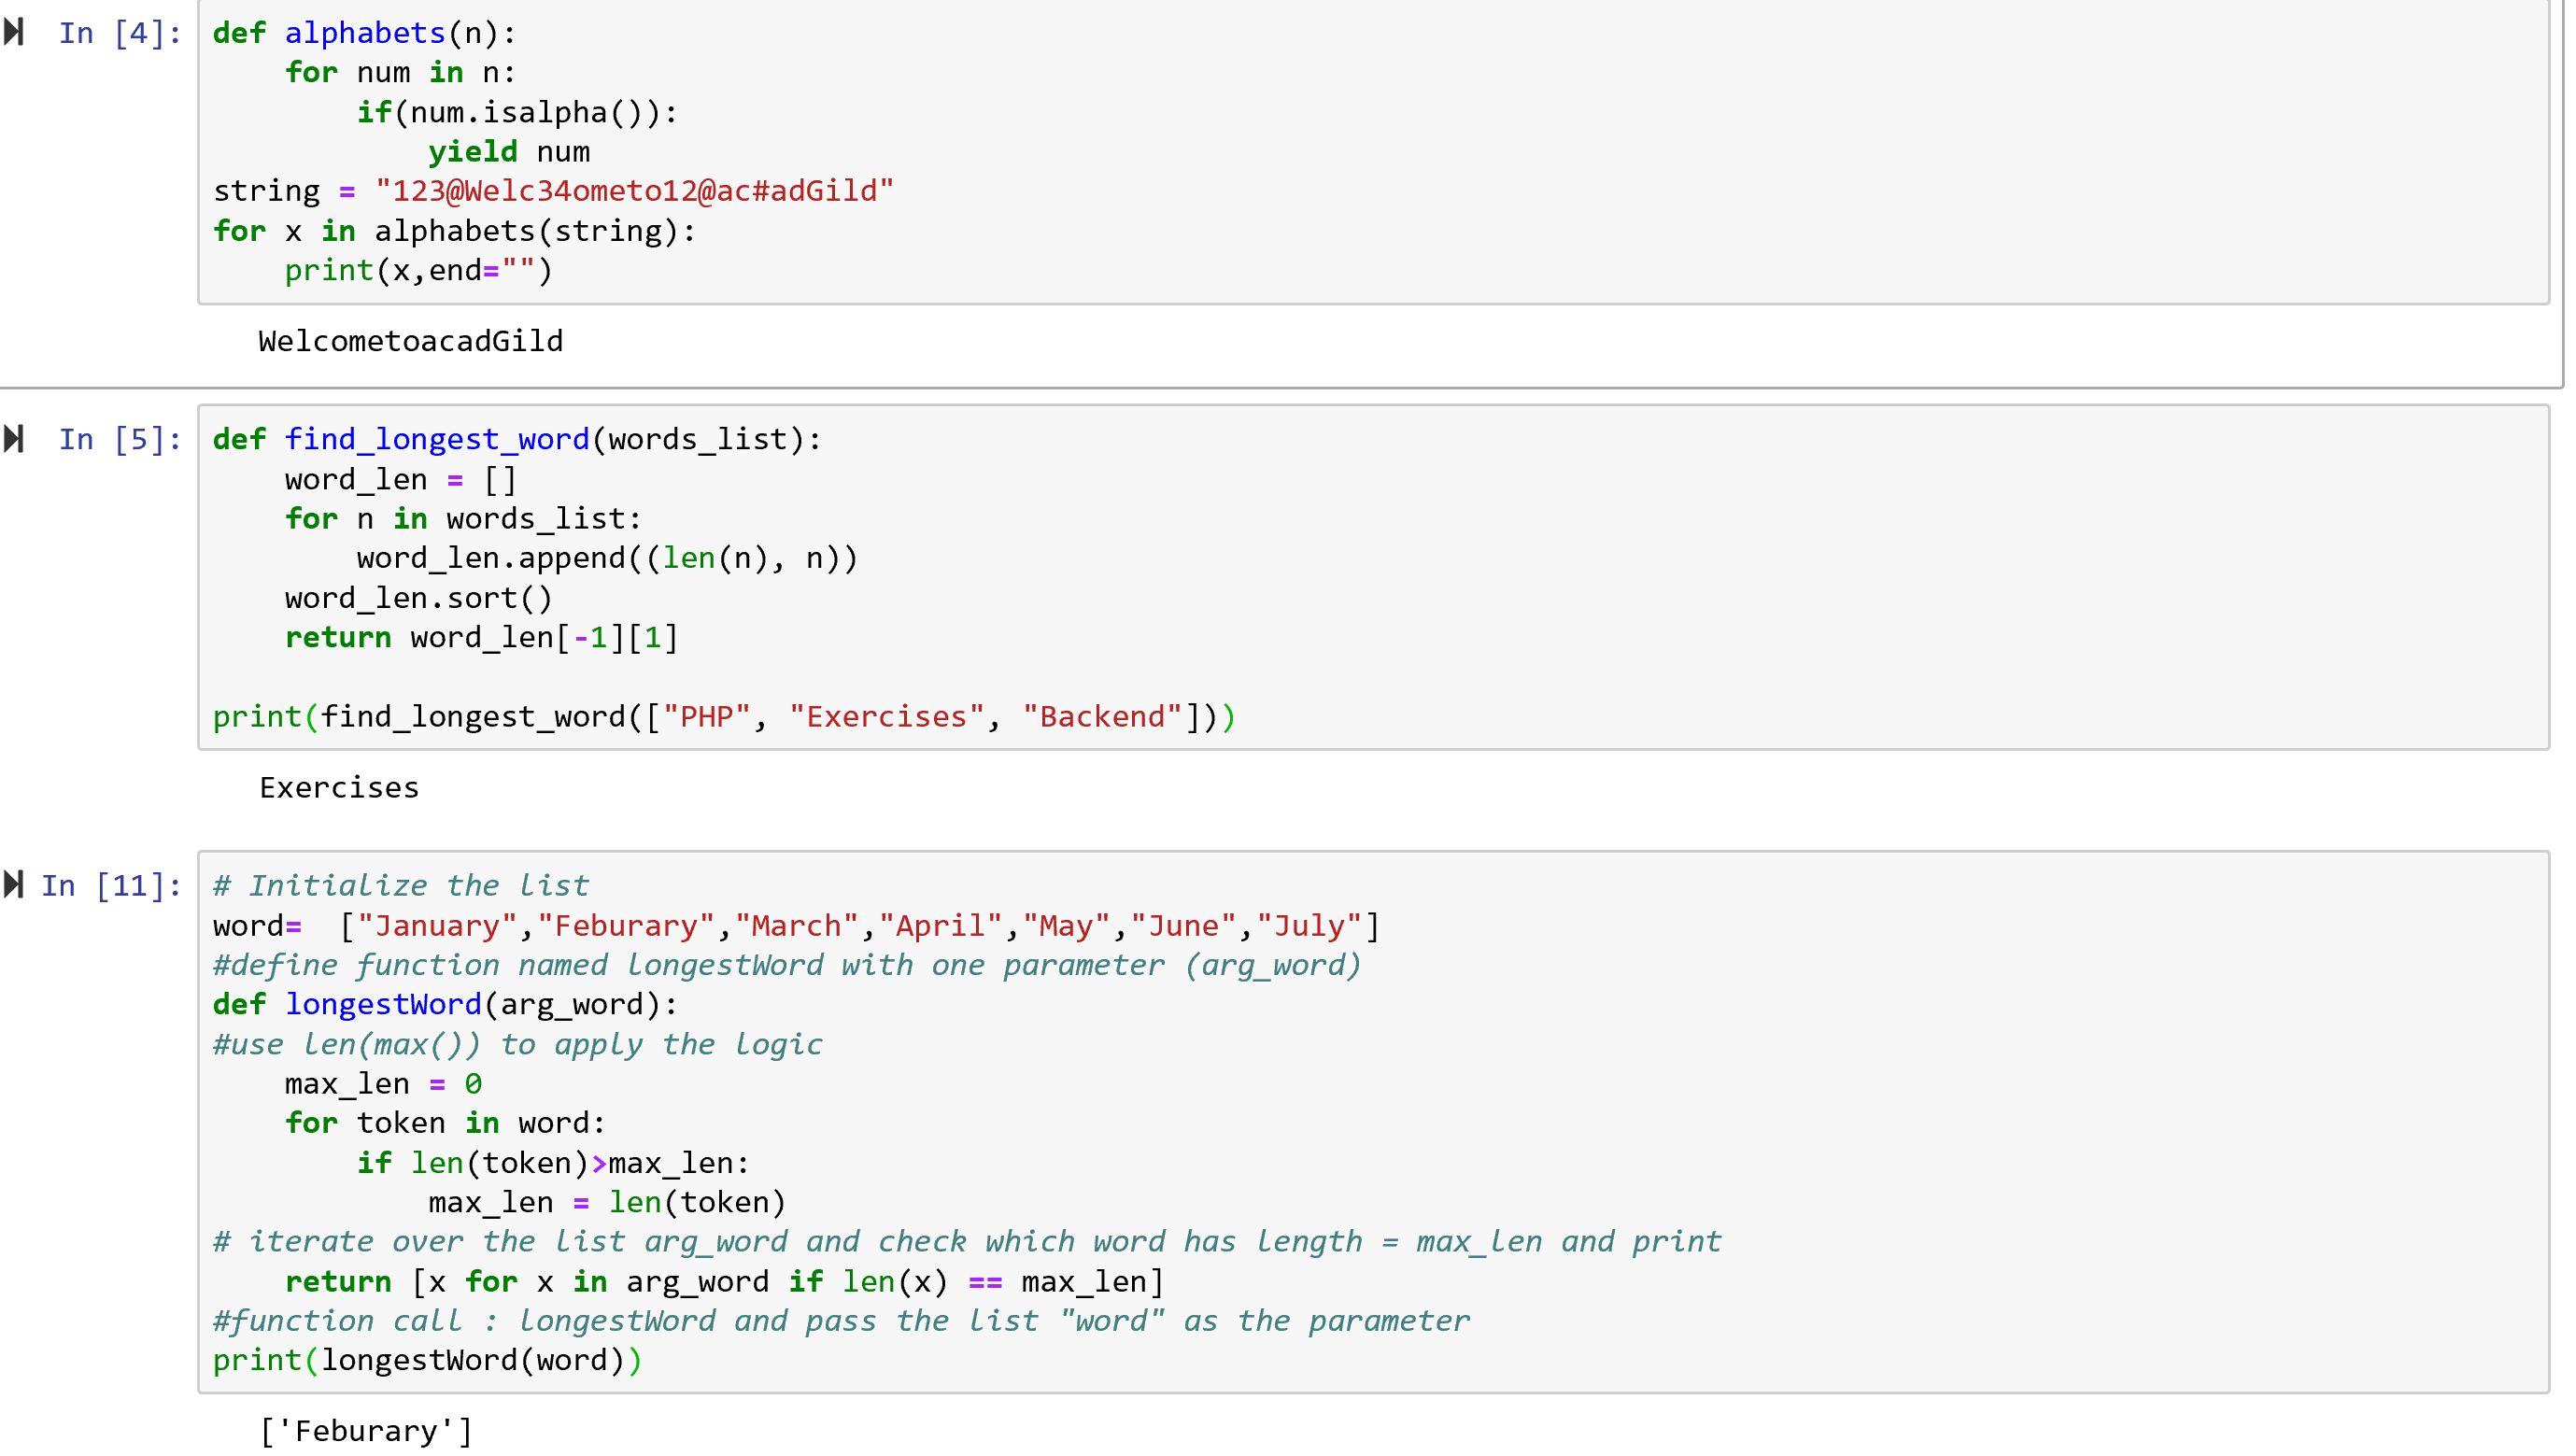 In [4]: def alphabets(n):
    for num in n:
        if(num.isalpha()):
            yield num
string = "123@Welc34ometo12@ac#adGild"
for x in alphabets(string):
    print(x,end="")
WelcometoacadGild
In [5]: def find_longest_word(words_list):
    word_len = []
    for n in words_list:
        word_len.append((len(n), n))
    word_len.sort()
    return word_len[-1][1]
print(find_longest_word(["PHP", "Exercises", "Backend"]))
Exercises
In [11]: # Initialize the list
word=  ["January","Feburary","March","April","May","June","July"]
#define function named longestWord with one parameter (arg_word)
def longestWord(arg_word):
#use len(max()) to apply the logic
    max_len = 0
    for token in word:
        if len(token)>max_len:
            max_len = len(token)
# iterate over the list arg_word and check which word has length = max_len and print
    return [x for x in arg_word if len(x) == max_len]
#function call : longestWord and pass the list "word" as the parameter
print(longestWord(word))
['Feburary']